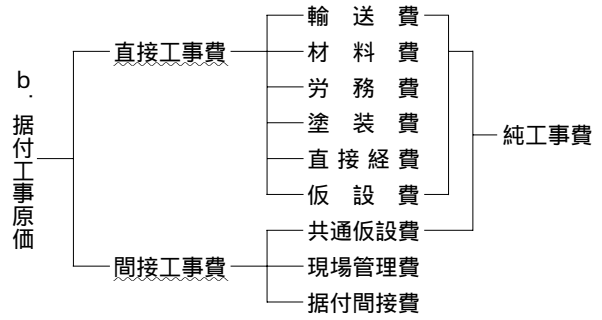 b.据付工事原価
直接工事費
輸送費
材料費
労務費
塗装費
直接経費
仮設費
純工事費
間接工事費
共通仮設費
現場管理費
据付間接費